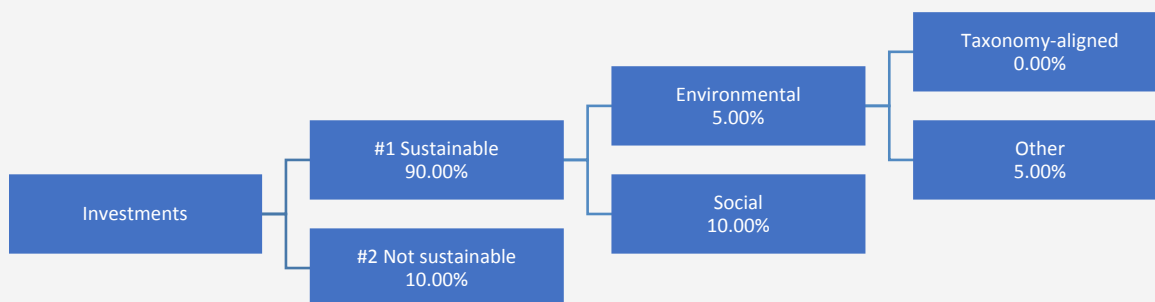 Investments
#1 Sustainable
90.00%
#2 Not sustainable
10.00%
Environmental
5.00%
Social
10.00%
Taxonomy-aligned
0.00%
Other
5.00%